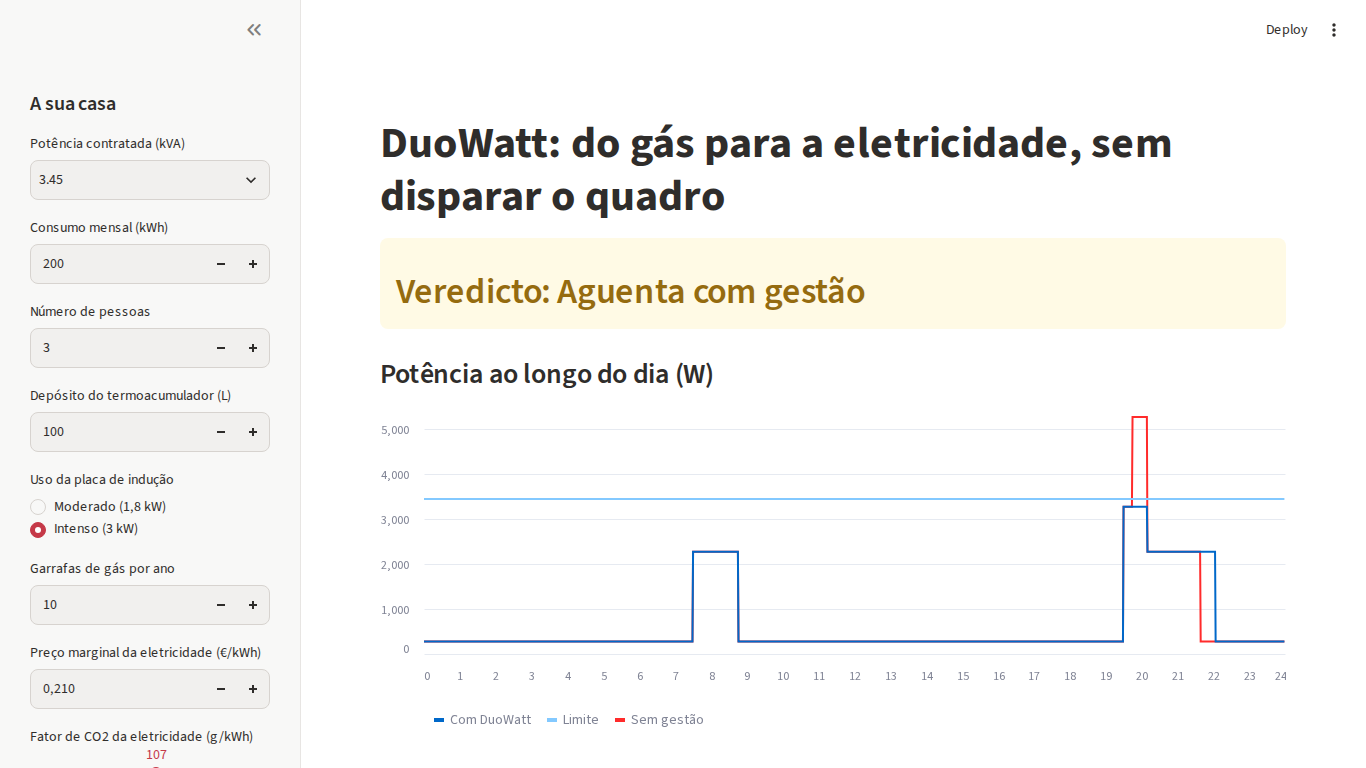 Deploy
A sua casa
Potência contratada (kVA)
3.45
Consumo mensal (kWh)
200
Número de pessoas
3
Depósito do termoacumulador (L)
100
Uso da placa de indução
Moderado (1,8 kW)
Intenso (3 kW)
Garrafas de gás por ano
10
Preço marginal da eletricidade (€/kWh)
0,210
Fator de CO2 da eletricidade (g/kWh)
107
DuoWatt: do gás para a eletricidade, sem
disparar o quadro
Veredicto: Aguenta com gestão
Potência ao longo do dia (W)
5,000
4,000
3,000
2,000
1,000
0
0 1 2 3 4 5 6 7 8 9 10 11 12 13 14 15 16 17 18 19 20 21 22 23 24
Com DuoWatt Limite Sem gestão